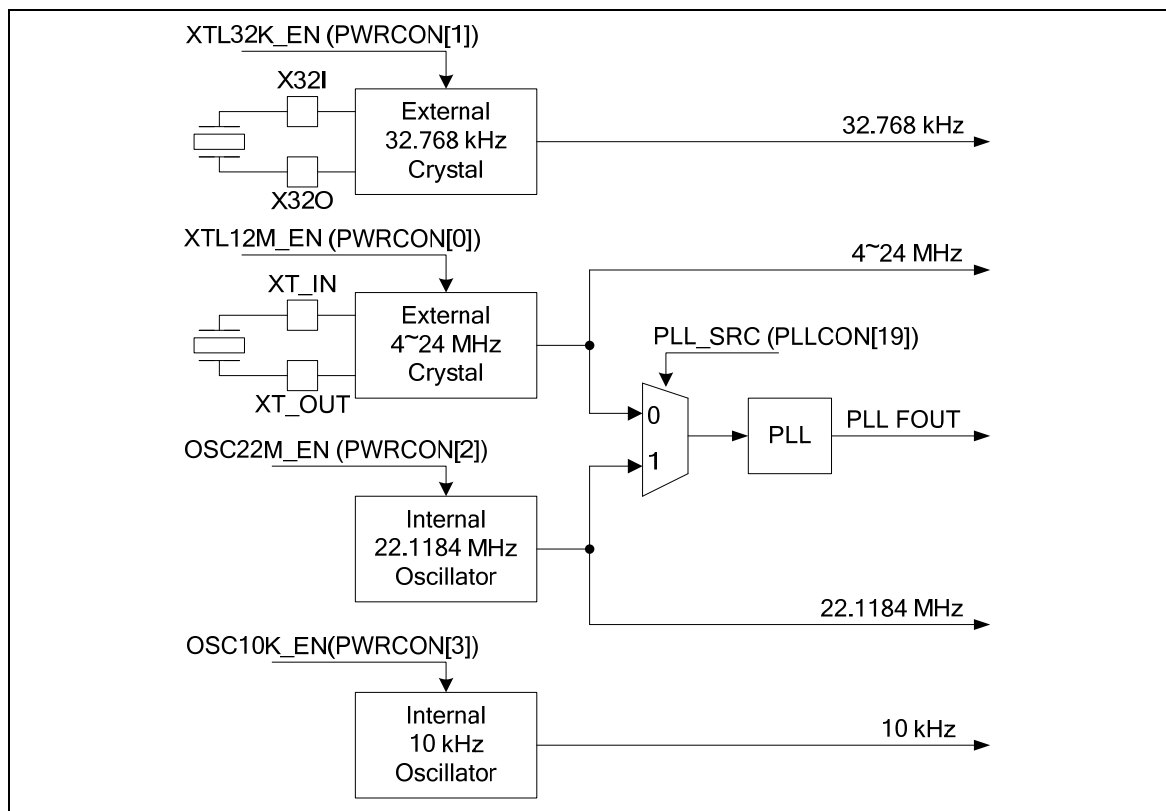 XTL32K_EN (PWRCON[1])
X32I
External
32.768 kHz
Crystal
X32O
32.768 kHz
XTL12M_EN (PWRCON[0])
XT_IN
External
4~24 MHz
Crystal
XT_OUT
4~24 MHz
PLL_SRC (PLLCON[19])
0
1
PLL
PLL FOUT
OSC22M_EN (PWRCON[2])
Internal
22.1184 MHz
Oscillator
22.1184 MHz
OSC10K_EN(PWRCON[3])
Internal
10 kHz
Oscillator
10 kHz